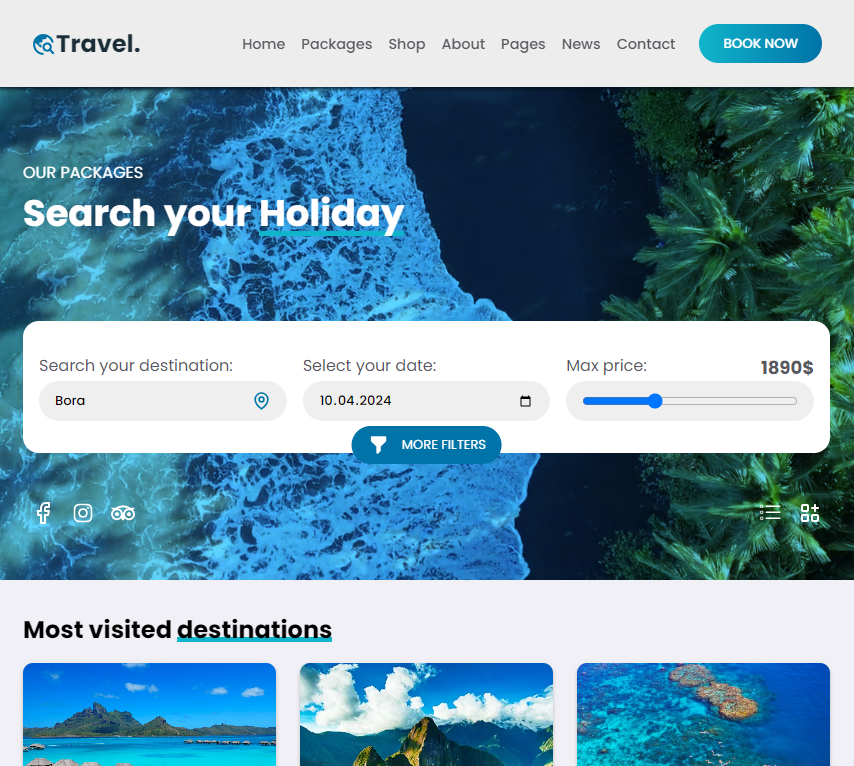 Travel.
Home Packages Shop About Pages News Contact BOOK NOW
OUR PACKAGES
Search your Holiday
Search your destination: Select your date: Max price: 1890$
Bora 10.04.2024
MORE FILTERS
Most visited destinations